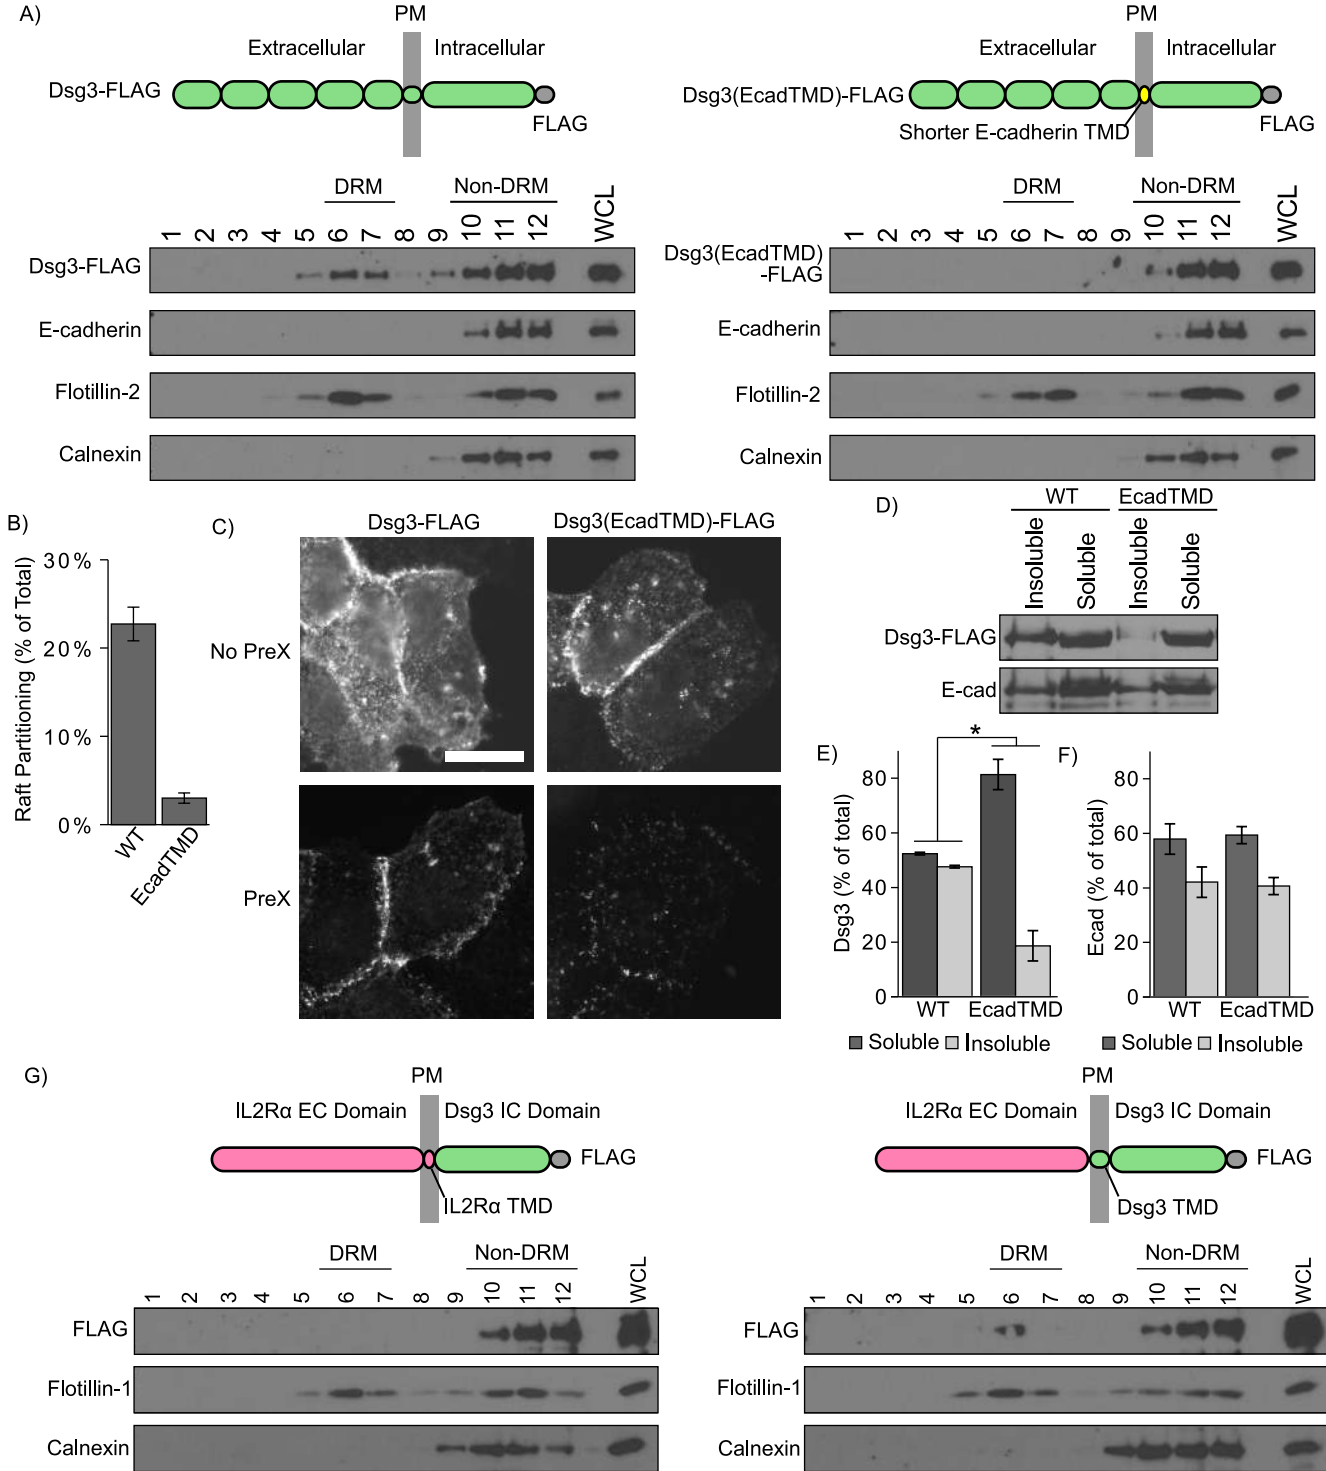 A)
PM
Extracellular
Intracellular
Dsg3-FLAG
FLAG
DRM
Non-DRM
1 2 3 4 5 6 7 8 9 10 11 12 WCL
Dsg3-FLAG
E-cadherin
Flotillin-2
Calnexin
PM
Extracellular
Intracellular
Dsg3(EcadTMD)-FLAG
Shorter E-cadherin TMD
FLAG
DRM
Non-DRM
1 2 3 4 5 6 7 8 9 10 11 12 WCL
Dsg3(EcadTMD)
-FLAG
E-cadherin
Flotillin-2
Calnexin
B)
Raft Partitioning (% of Total)
30%
20%
10%
0%
WT
EcadTMD
C)
Dsg3-FLAG
Dsg3(EcadTMD)-FLAG
No PreX
PreX
D)
WT
EcadTMD
Insoluble
Soluble
Insoluble
Soluble
Dsg3-FLAG
E-cad
E)
Dsg3 (% of total)
80
60
40
20
0
*
WT
EcadTMD
Soluble
Insoluble
F)
Ecad (% of total)
80
60
40
20
0
WT
EcadTMD
Soluble
Insoluble
G)
PM
IL2Rα EC Domain
Dsg3 IC Domain
FLAG
IL2Rα TMD
DRM
Non-DRM
1 2 3 4 5 6 7 8 9 10 11 12 WCL
FLAG
Flotillin-1
Calnexin
PM
IL2Rα EC Domain
Dsg3 IC Domain
FLAG
Dsg3 TMD
DRM
Non-DRM
1 2 3 4 5 6 7 8 9 10 11 12 WCL
FLAG
Flotillin-1
Calnexin